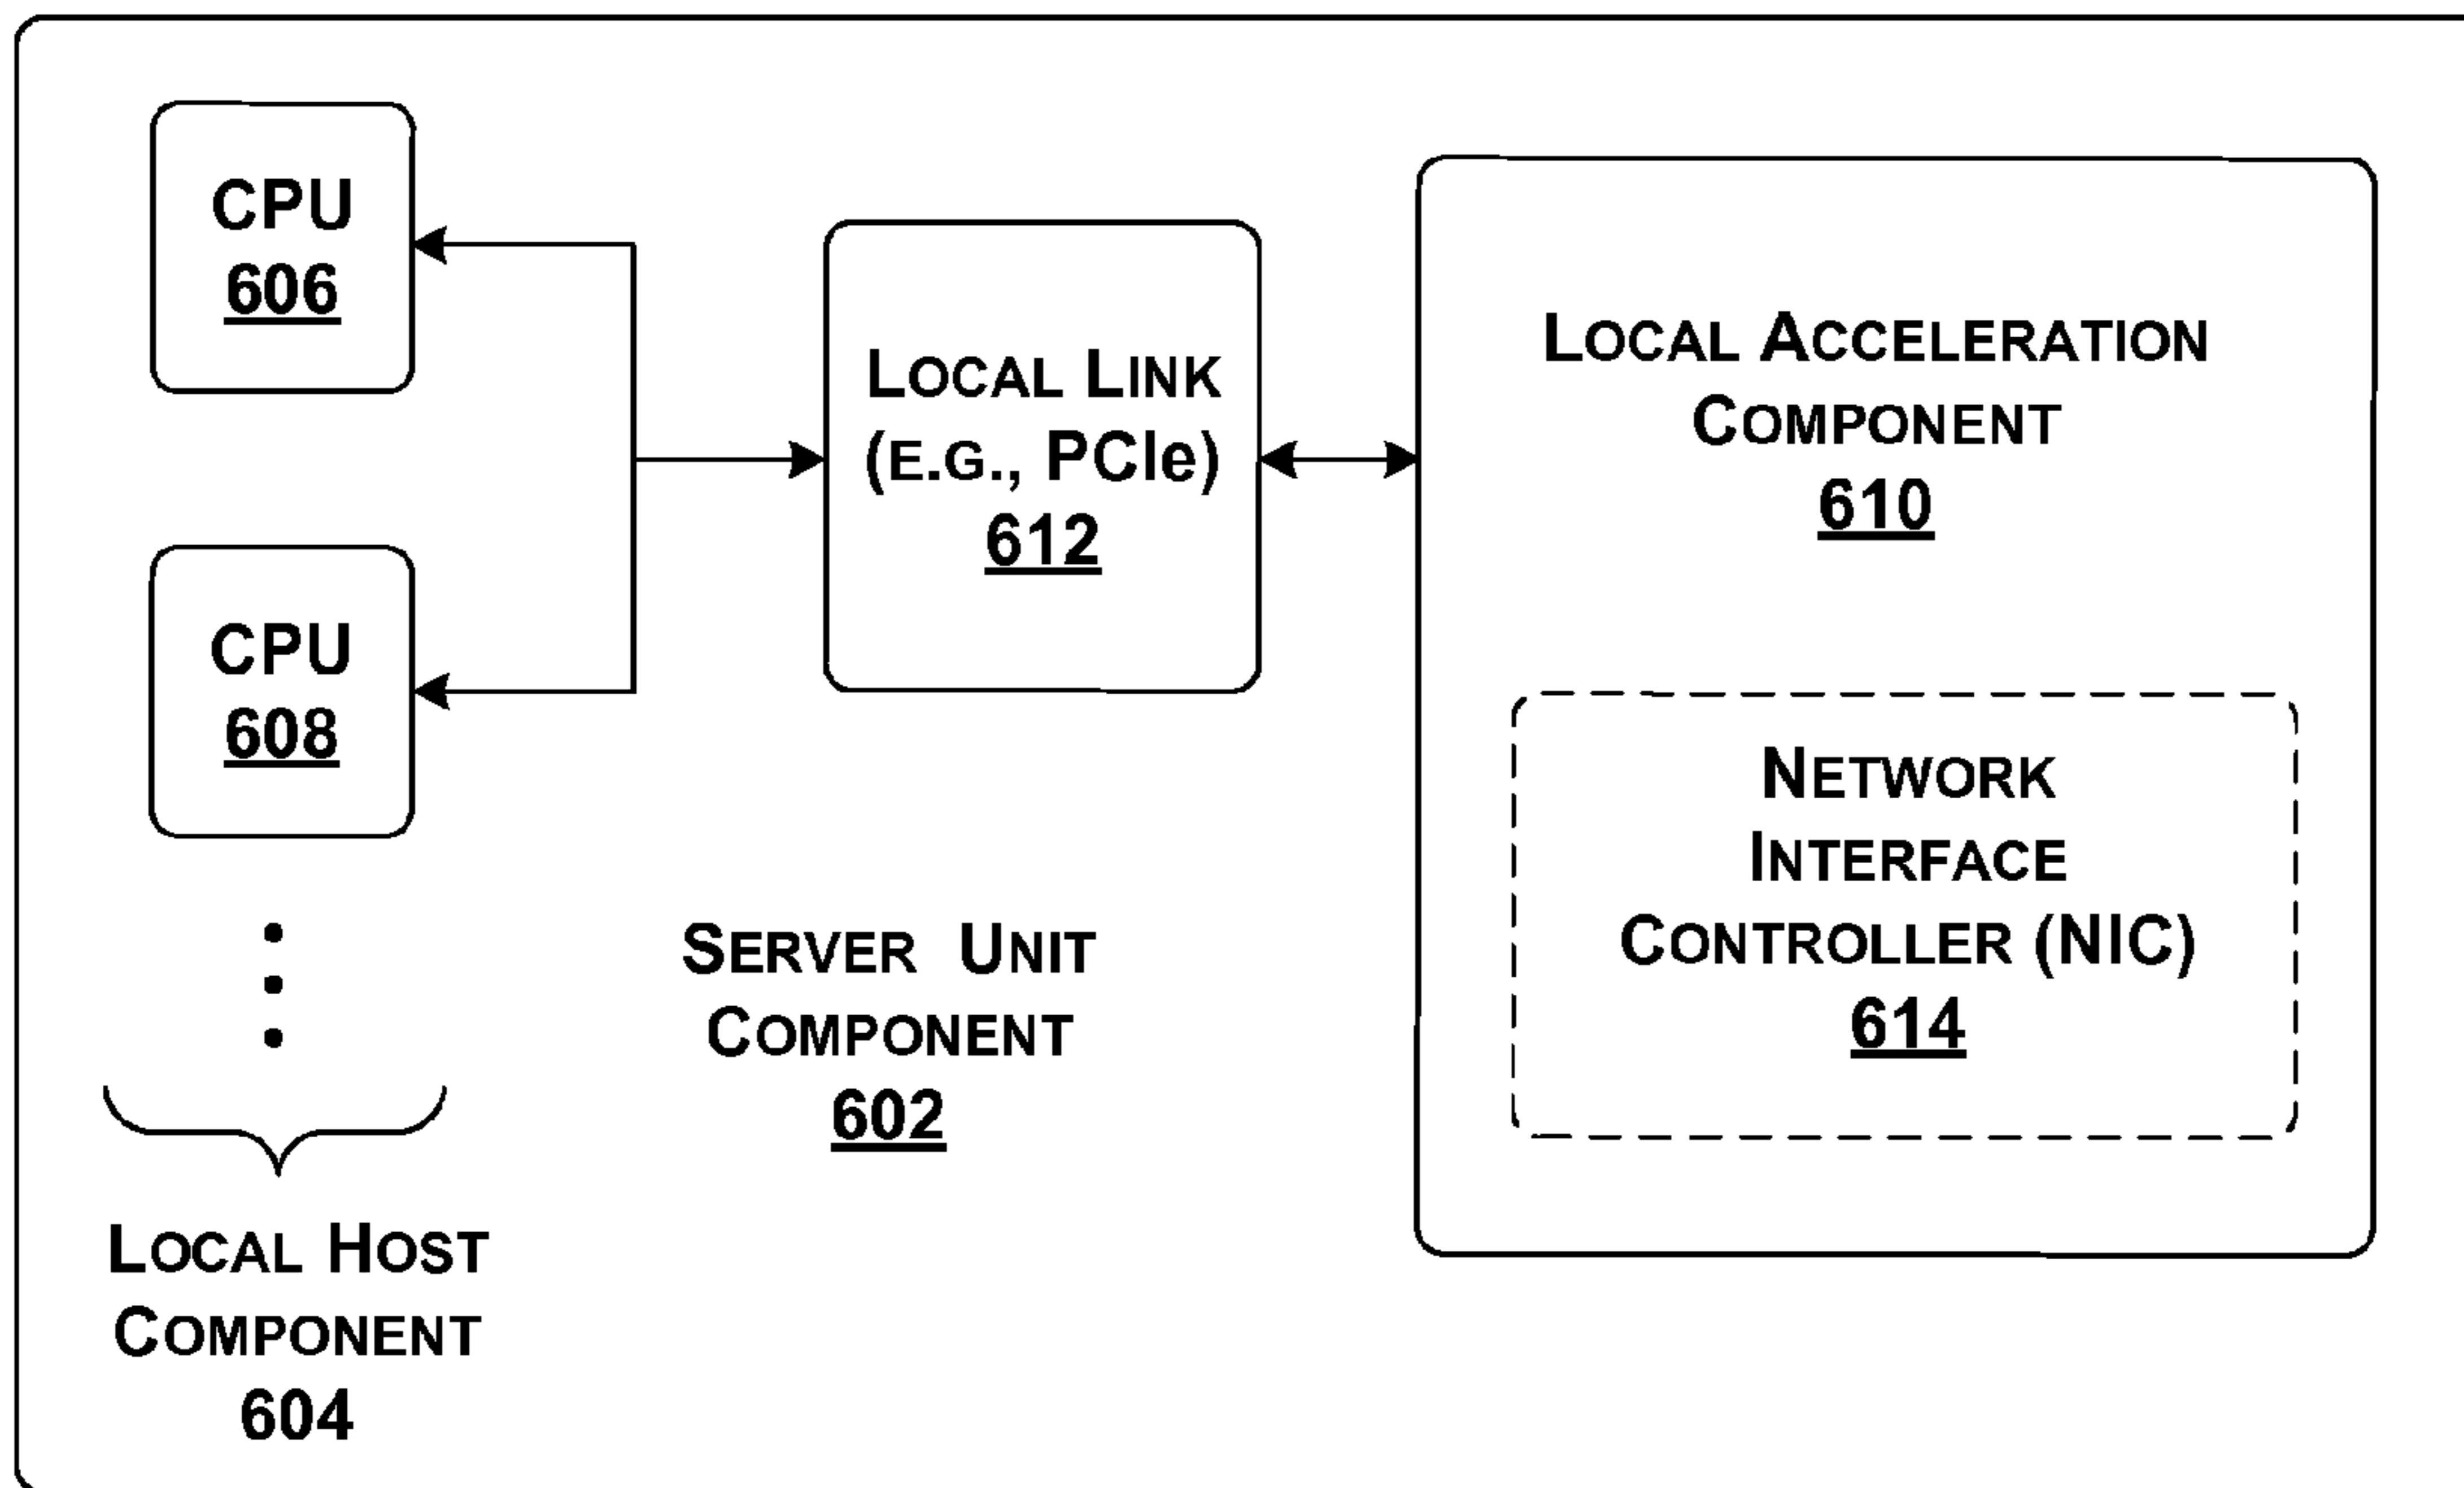 CPU
606
CPU
608
LOCAL HOST
COMPONENT
604
LOCAL LINK
(E.G., PCIe)
612
SERVER UNIT
COMPONENT
602
LOCAL ACCELERATION
COMPONENT
610
NETWORK
INTERFACE
CONTROLLER (NIC)
614